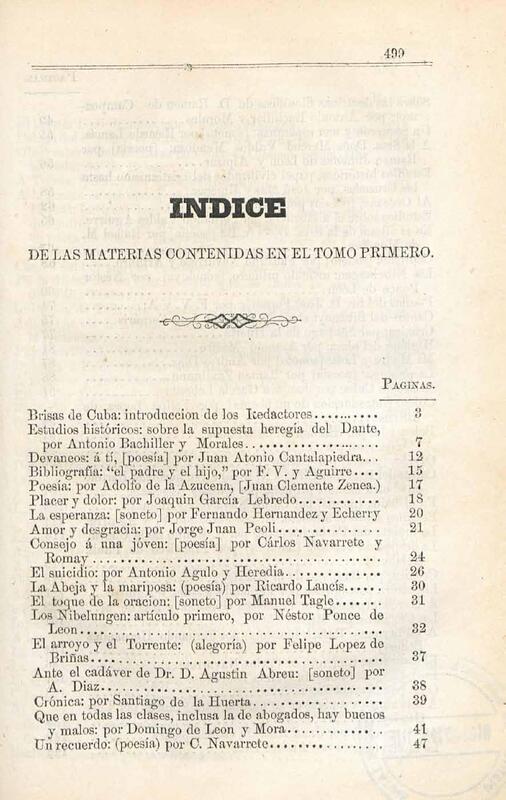 499
INDICE
DE LAS MATERIAS CONTENIDAS EN EL TOMO PRIMERO.
PAGINAS.
Brisas de Cuba: introduccion de los Redactores.......... 3
Estudios históricos: sobre la supuesta heregía del Dante,
por Antonio Bachiller y Morales..................... 7
Devaneos: á tí, [poesía] por Juan Atonio Cantalapiedra... 12
Bibliografía: "el padre y el hijo," por F. V. y Aguirre.... 15
Poesía: por Adolfo de la Azucena, [Juan Clemente Zenea.) 17
Placer y dolor: por Joaquin García Lebredo............ 18
La esperanza: [soneto] por Fernando Hernandez y Echerry 20
Amor y desgracia: por Jorge Juan Peoli............... 21
Consejo á una jóven: [poesía] por Cárlos Navarrete y
Romay............................................ 24
El suicidio: por Antonio Agulo y Heredia............. 26
La Abeja y la mariposa: (poesía) por Ricardo Lancís..... 30
El toque de la oracion: [soneto] por Manuel Tagle...... 31
Los Nibelungen: artículo primero, por Néstor Ponce de
Leon............................................. 32
El arroyo y el Torrente: (alegoría) por Felipe Lopez de
Briñas........................................... 37
Ante el cadáver de Dr. D. Agustin Abreu: [soneto] por
A. Diaz.......................................... 38
Crónica: por Santiago de la Huerta................... 39
Que en todas las clases, inclusa la de abogados, hay buenos
y malos: por Domingo de Leon y Mora............... 41
Un recuerdo: (poesía) por C. Navarrete................ 47